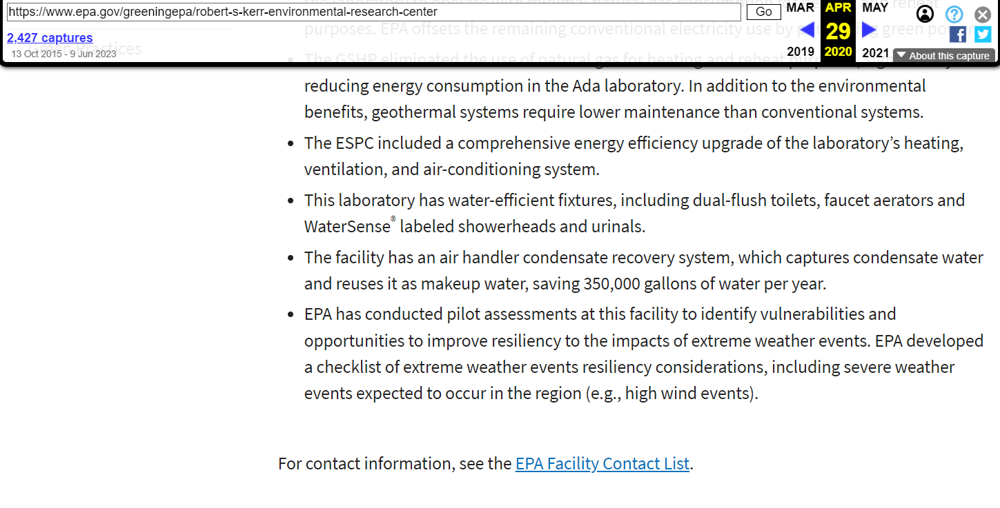 https://www.epa.gov/greeningepa/robert-s-kerr-environmental-research-center
Go
MAR APR MAY
2,427 captures
29
13 Oct 2015 - 9 Jun 2023
2019 2020 2021
About this capture
Green Practices
purposes. EPA offsets the remaining conventional electricity use by
The GSHP eliminated the use of natural gas for heating and reheat
reducing energy consumption in the Ada laboratory. In addition to the environmental
benefits, geothermal systems require lower maintenance than conventional systems.
• The ESPC included a comprehensive energy efficiency upgrade of the laboratory’s heating,
ventilation, and air-conditioning system.
• This laboratory has water-efficient fixtures, including dual-flush toilets, faucet aerators and
WaterSense® labeled showerheads and urinals.
• The facility has an air handler condensate recovery system, which captures condensate water
and reuses it as makeup water, saving 350,000 gallons of water per year.
• EPA has conducted pilot assessments at this facility to identify vulnerabilities and
opportunities to improve resiliency to the impacts of extreme weather events. EPA developed
a checklist of extreme weather events resiliency considerations, including severe weather
events expected to occur in the region (e.g., high wind events).
For contact information, see the EPA Facility Contact List.